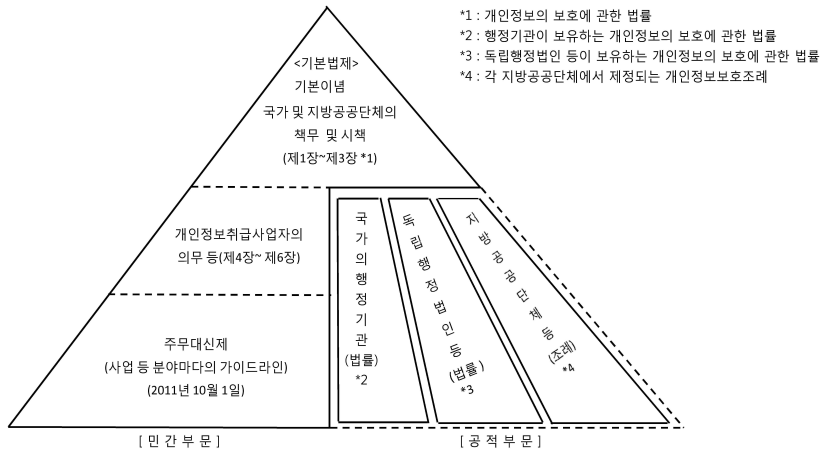 *1 : 개인정보의 보호에 관한 법률
*2 : 행정기관이 보유하는 개인정보의 보호에 관한 법률
*3 : 독립행정법인 등이 보유하는 개인정보의 보호에 관한 법률
*4 : 각 지방공공단체에서 제정되는 개인정보보호조례
<기본법제>
기본이념
국가 및 지방공공단체의
책무 및 시책
(제1장~제3장 *1)
개인정보취급사업자의
의무 등(제4장~ 제6장)
주무대신제
(사업 등 분야마다의 가이드라인)
(2011년 10월 1일)
국가의행정기관
(법률)
*2
독립행정법인등
(법률)
*3
지방공공단체등
(조례)
*4
[ 민 간 부 문 ]
[ 공 적 부 문 ]